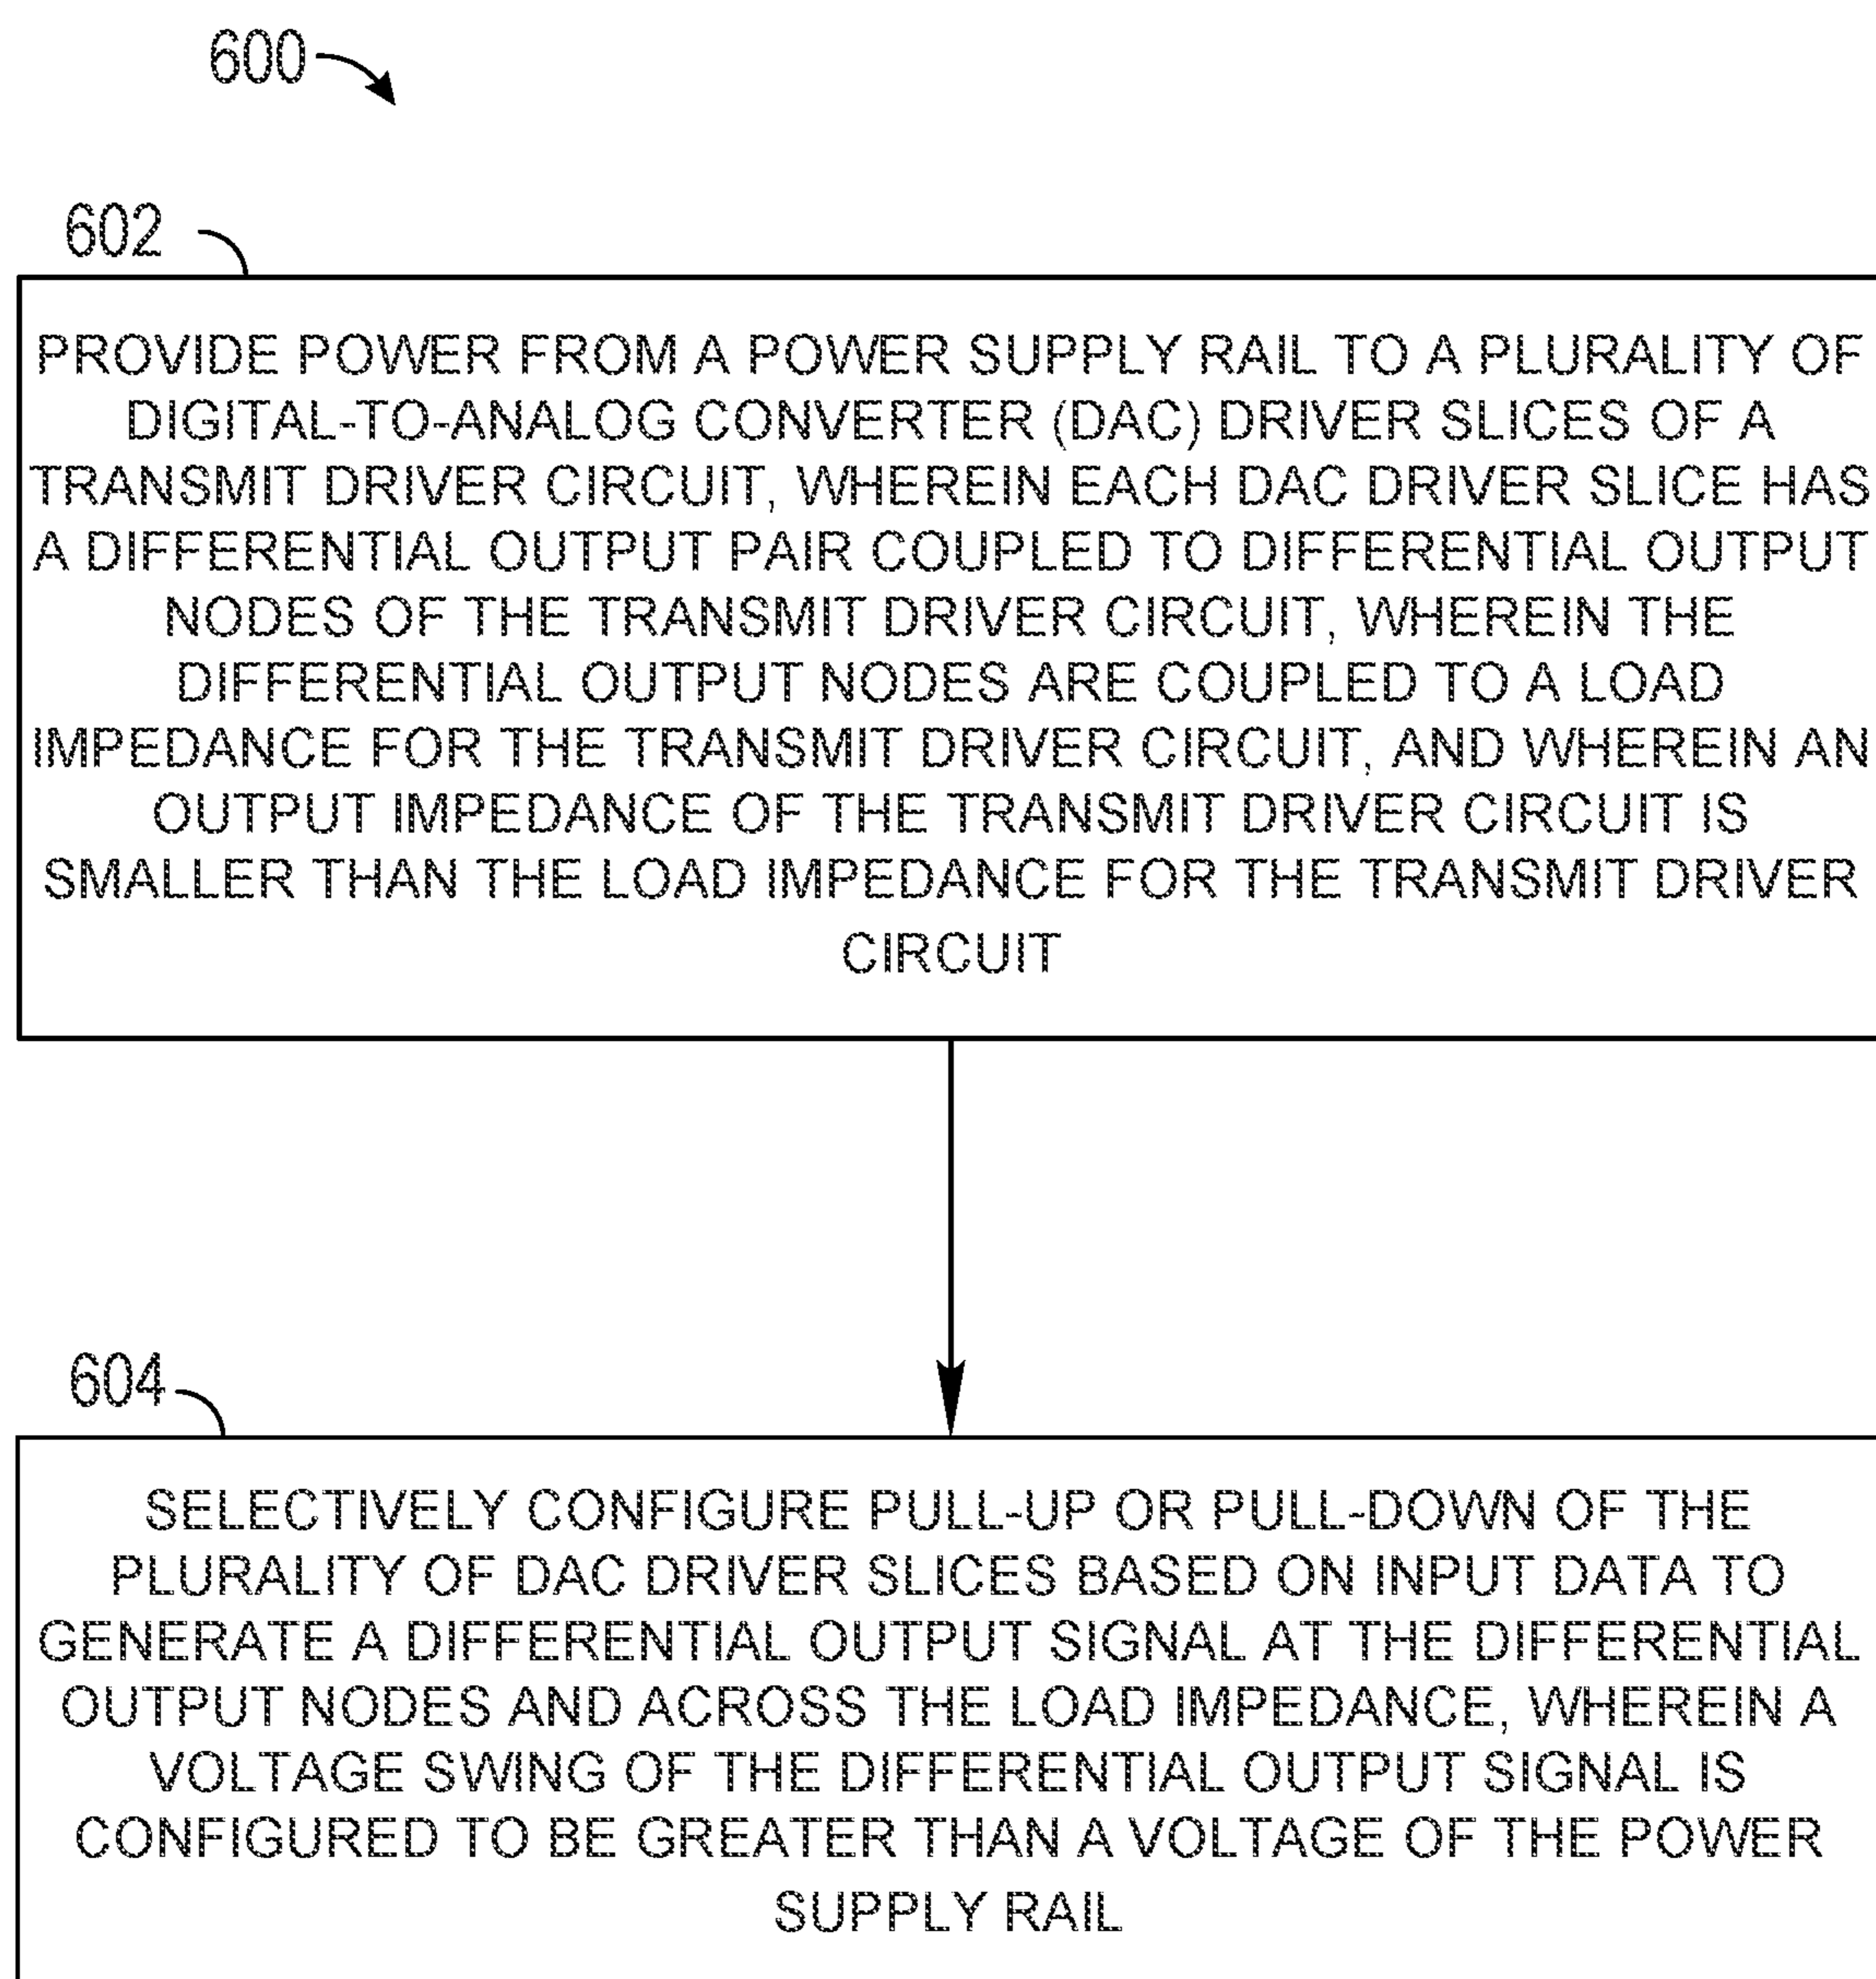 600
602
PROVIDE POWER FROM A POWER SUPPLY RAIL TO A PLURALITY OF
DIGITAL-TO-ANALOG CONVERTER (DAC) DRIVER SLICES OF A
TRANSMIT DRIVER CIRCUIT, WHEREIN EACH DAC DRIVER SLICE HAS
A DIFFERENTIAL OUTPUT PAIR COUPLED TO DIFFERENTIAL OUTPUT
NODES OF THE TRANSMIT DRIVER CIRCUIT, WHEREIN THE
DIFFERENTIAL OUTPUT NODES ARE COUPLED TO A LOAD
IMPEDANCE FOR THE TRANSMIT DRIVER CIRCUIT, AND WHEREIN AN
OUTPUT IMPEDANCE OF THE TRANSMIT DRIVER CIRCUIT IS
SMALLER THAN THE LOAD IMPEDANCE FOR THE TRANSMIT DRIVER
CIRCUIT
604
SELECTIVELY CONFIGURE PULL-UP OR PULL-DOWN OF THE
PLURALITY OF DAC DRIVER SLICES BASED ON INPUT DATA TO
GENERATE A DIFFERENTIAL OUTPUT SIGNAL AT THE DIFFERENTIAL
OUTPUT NODES AND ACROSS THE LOAD IMPEDANCE, WHEREIN A
VOLTAGE SWING OF THE DIFFERENTIAL OUTPUT SIGNAL IS
CONFIGURED TO BE GREATER THAN A VOLTAGE OF THE POWER
SUPPLY RAIL